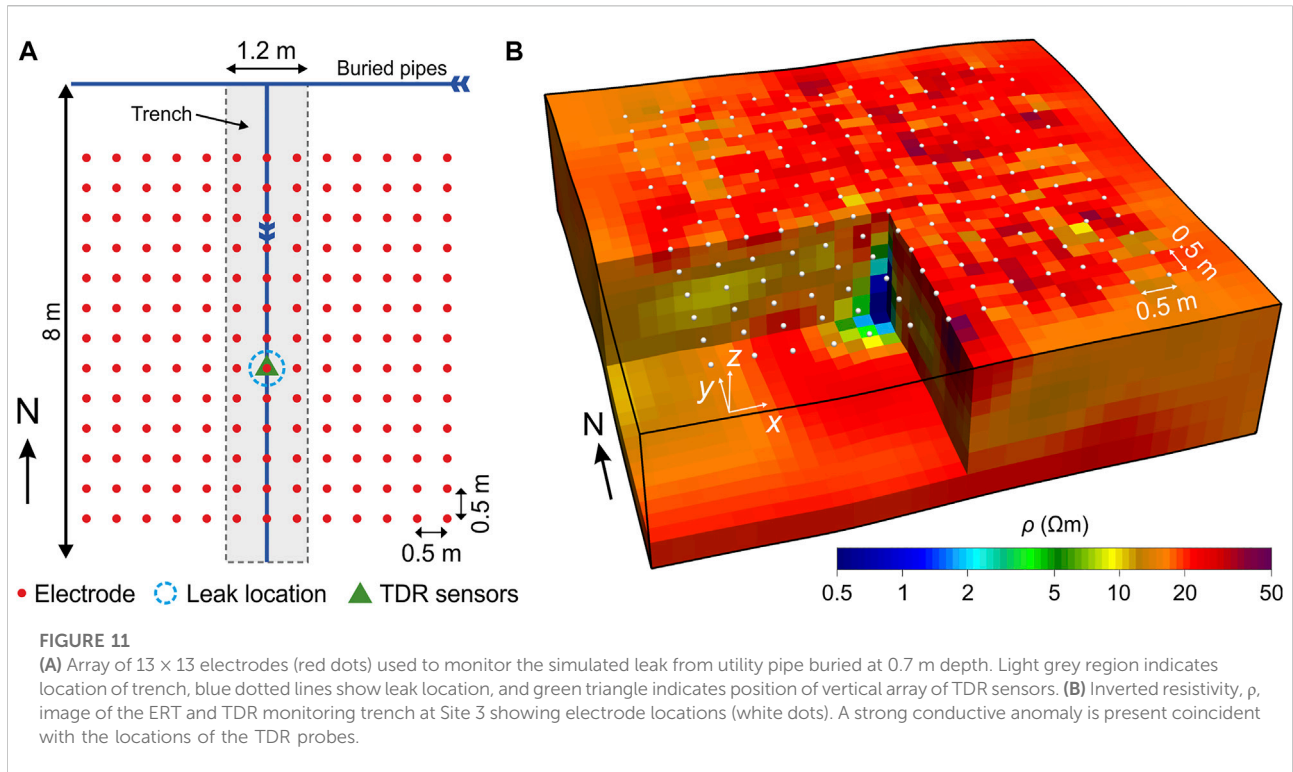 A
1.2 m
Buried pipes
Trench
8 m
N
0.5 m
0.5 m
Electrode Leak location TDR sensors
B
0.5 m
0.5 m
z
y
x
N
ρ (Ωm)
0.5 1 2 5 10 20 50
FIGURE 11
(A) Array of 13 × 13 electrodes (red dots) used to monitor the simulated leak from utility pipe buried at 0.7 m depth. Light grey region indicates
location of trench, blue dotted lines show leak location, and green triangle indicates position of vertical array of TDR sensors. (B) Inverted resistivity, ρ,
image of the ERT and TDR monitoring trench at Site 3 showing electrode locations (white dots). A strong conductive anomaly is present coincident
with the locations of the TDR probes.